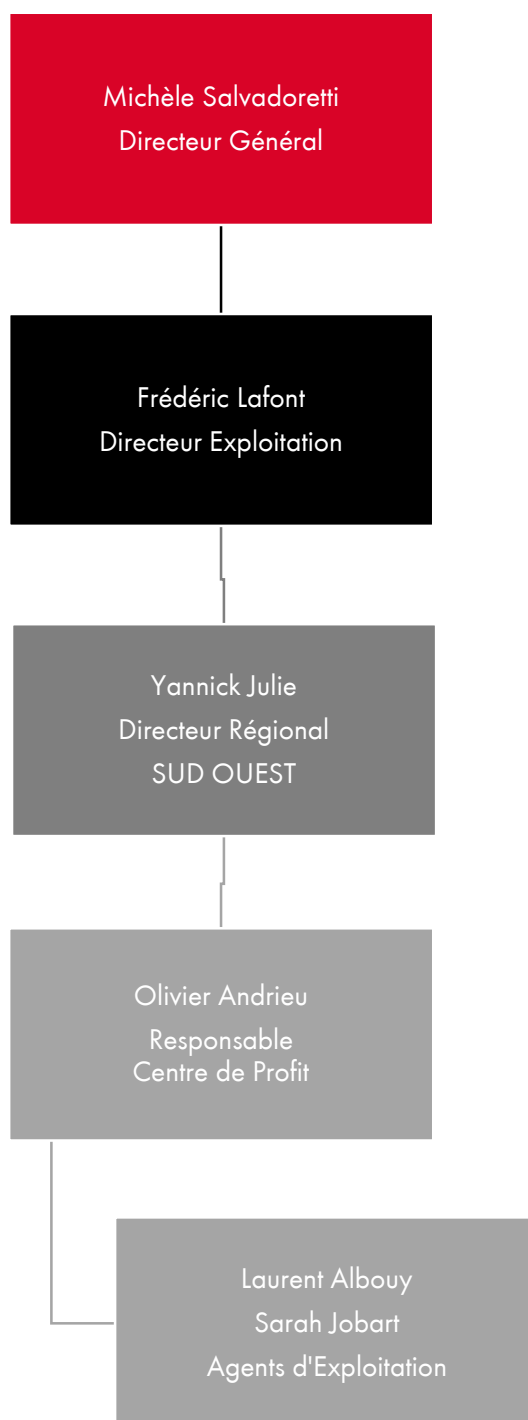 Michèle Salvadoretti
Directeur Général
Frédéric Lafont
Directeur Exploitation
Yannick Julie
Directeur Régional
SUD OUEST
Olivier Andrieu
Responsable
Centre de Profit
Laurent Albouy
Sarah Jobart
Agents d'Exploitation